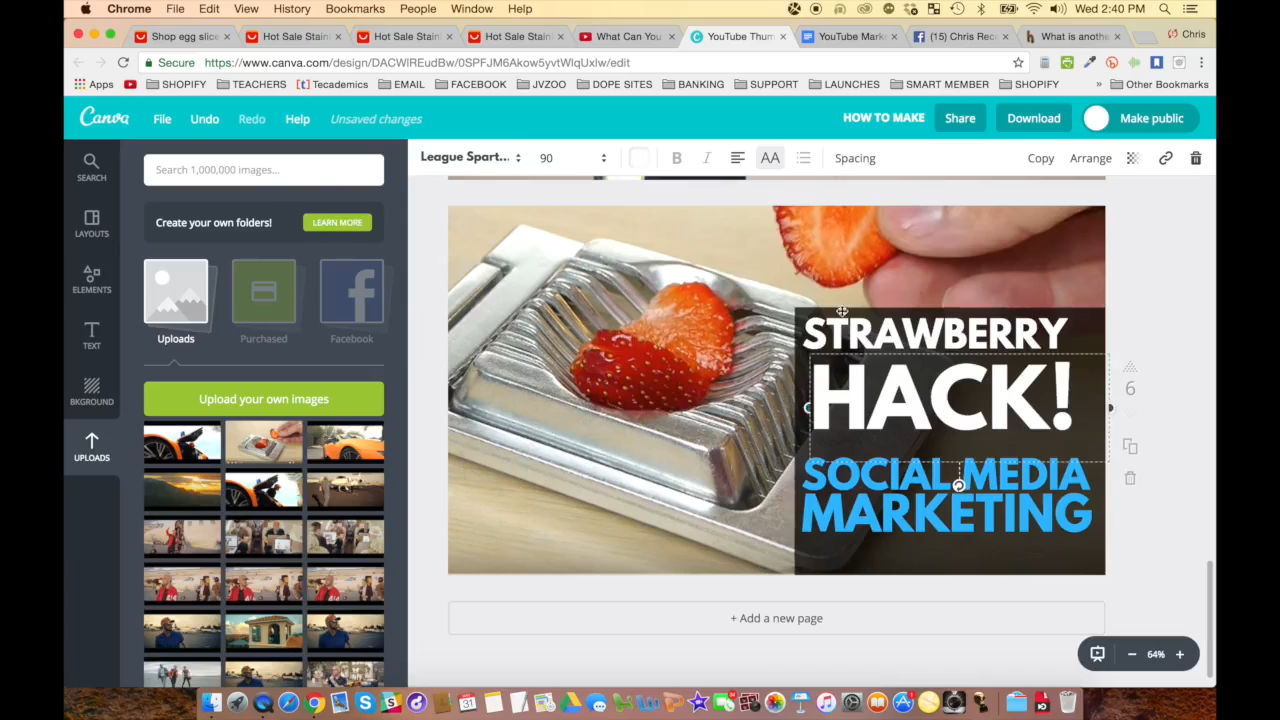 Chrome File Edit View History Bookmarks People Window Help
Wed 2:40 PM
Shop egg slice
Hot Sale Stain
Hot Sale Stain
Hot Sale Stain
What Can You
YouTube Thum
YouTube Mark
(15) Chris Rec
What is anoth
Chris
Secure https://www.canva.com/design/DACWIREudBw/0SPFJM6Akow5yvtWlqUxlw/edit
Apps SHOPIFY TEACHERS Tecademics EMAIL FACEBOOK JVZOO DOPE SITES BANKING SUPPORT LAUNCHES SMART MEMBER SHOPIFY » Other Bookmarks
Canva File Undo Redo Help Unsaved changes HOW TO MAKE Share Download Make public
League Spart... 90 B I AA Spacing Copy Arrange
SEARCH
LAYOUTS
ELEMENTS
TEXT
BKGROUND
UPLOADS
Search 1,000,000 images...
Create your own folders! LEARN MORE
Uploads Purchased Facebook
Upload your own images
STRAWBERRY
HACK!
SOCIAL MEDIA
MARKETING
6
+ Add a new page
64%